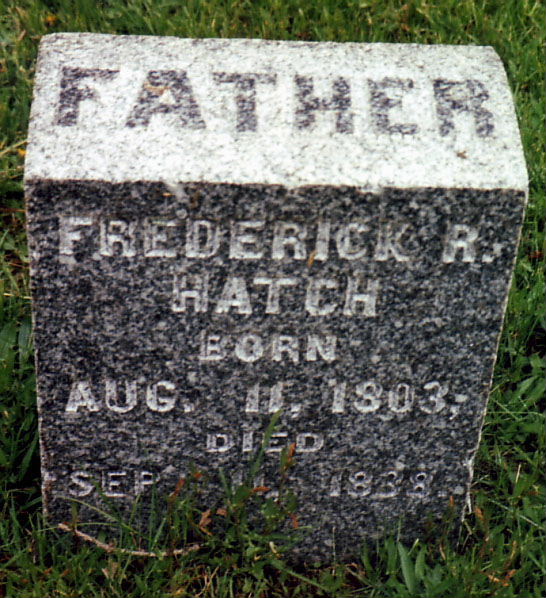 FATHER
FREDERICK R.
HATCH
BORN
AUG. 11, 1803,
DIED
SEP 1838.